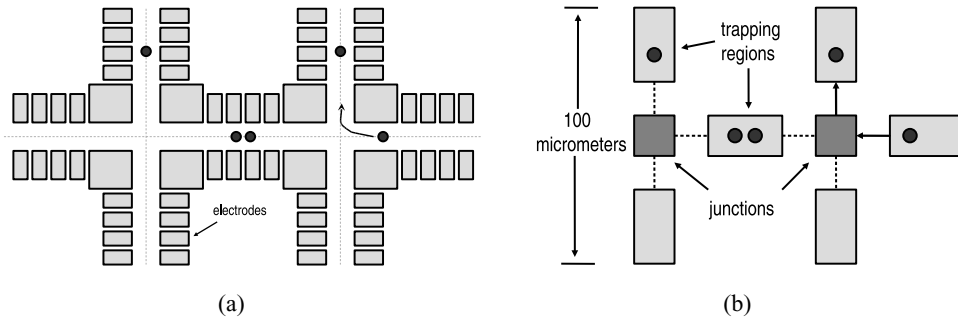 electrodes
(a)
trapping
regions
100
micrometers
junctions
(b)